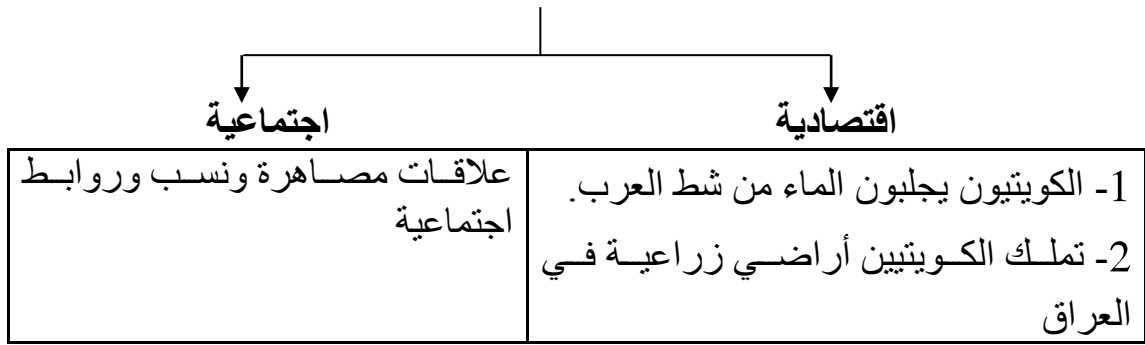 اقتصادية
اجتماعية
1- الكويتيون يجلبون الماء من شط العرب.
2- تملك الكويتيين أراضي زراعية في
العراق
علاقات مصاهرة ونسب وروابط
اجتماعية